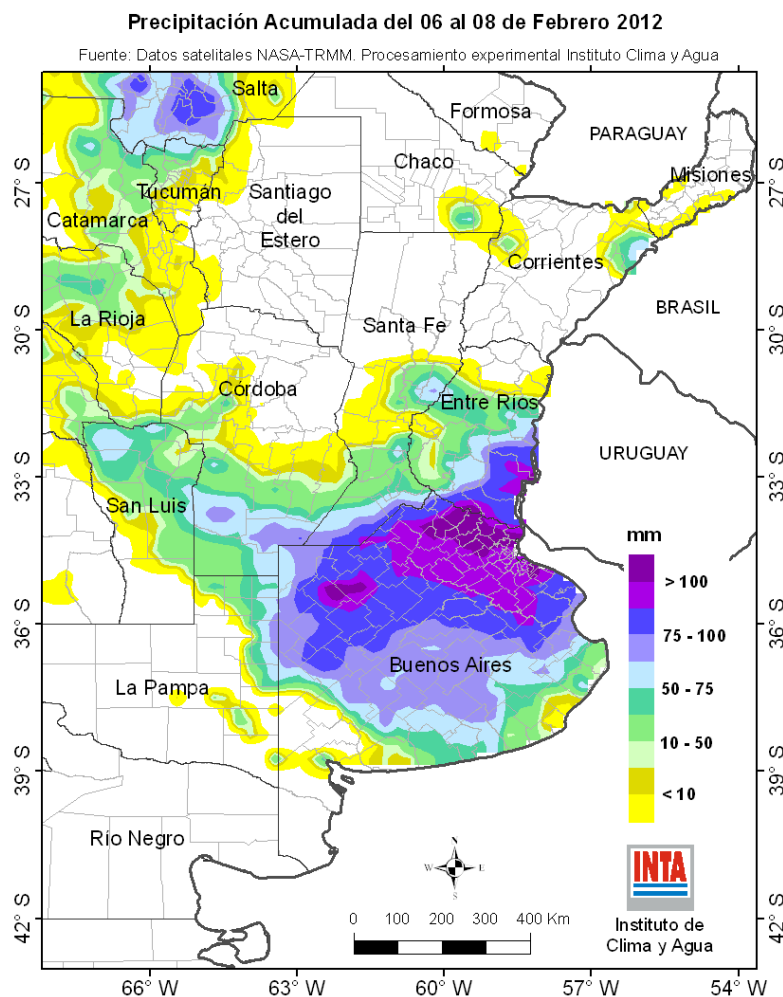 Precipitación Acumulada del 06 al 08 de Febrero 2012
Fuente: Datos satelitales NASA-TRMM. Procesamiento experimental Instituto Clima y Agua
Salta
Formosa
PARAGUAY
Chaco
Misiones
27° S
27° S
Tucumán
Santiago
del
Estero
Catamarca
Corrientes
BRASIL
La Rioja
Santa Fe
30° S
30° S
Córdoba
Entre Ríos
URUGUAY
33° S
33° S
San Luis
mm
> 100
75 - 100
50 - 75
10 - 50
< 10
36° S
36° S
Buenos Aires
La Pampa
39° S
39° S
Río Negro
N
W
E
S
INTA
Instituto de
Clima y Agua
0 100 200 300 400 Km
42° S
42° S
66° W
63° W
60° W
57° W
54° W